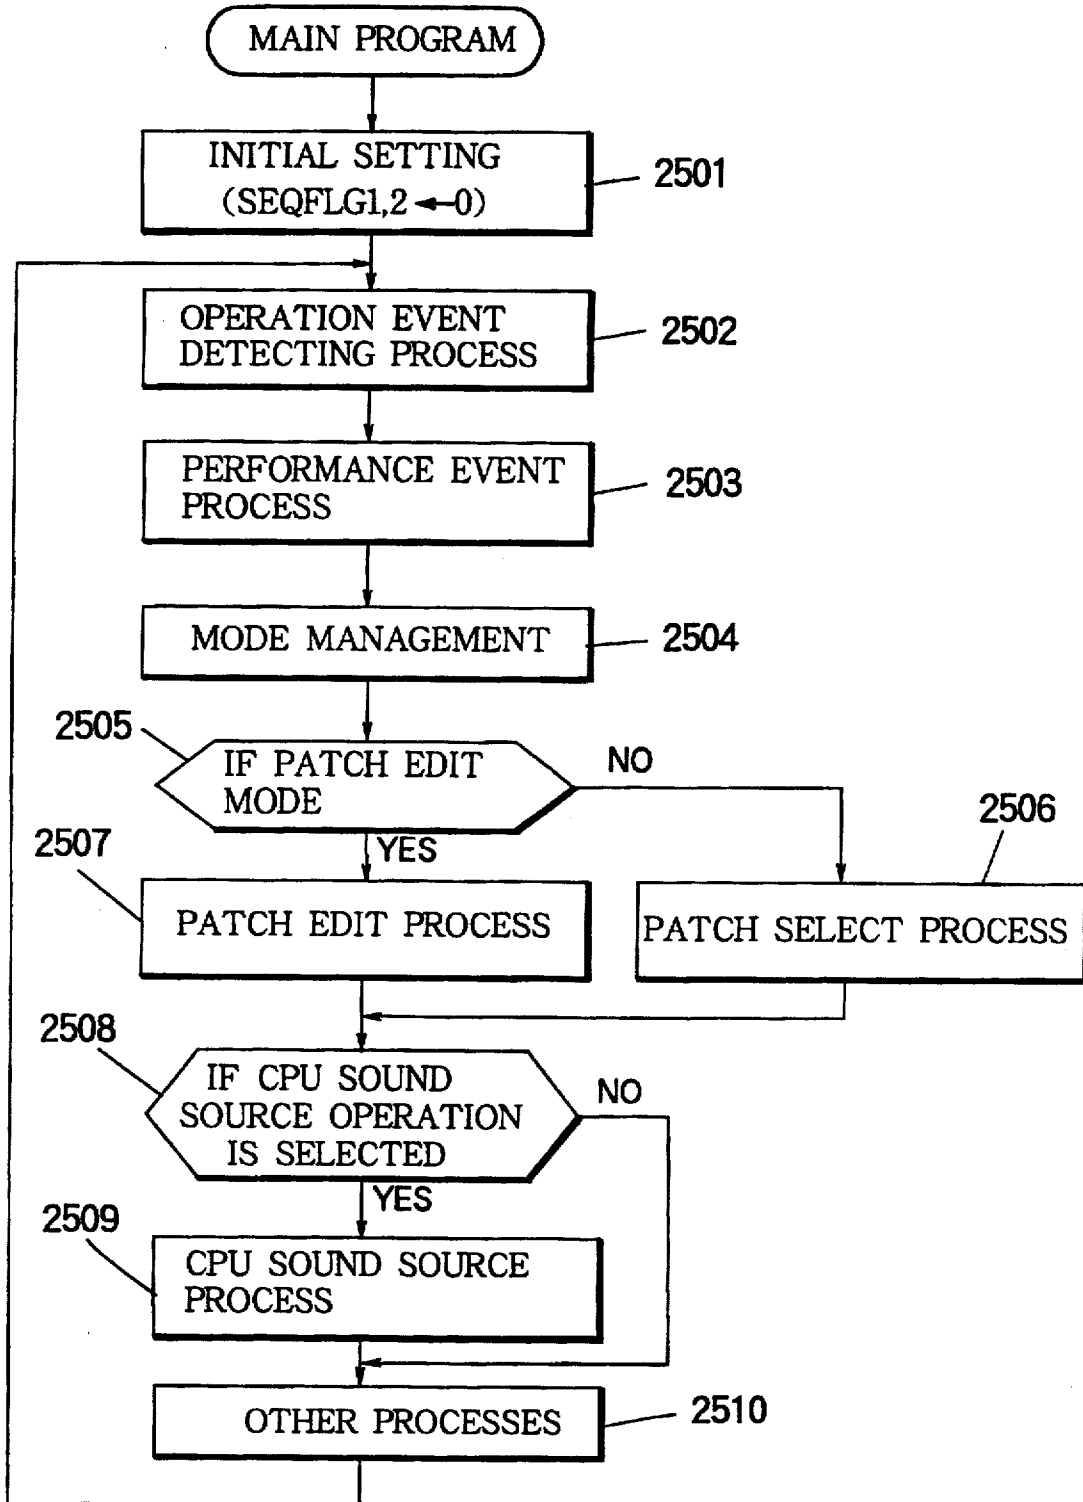 MAIN PROGRAM
INITIAL SETTING
(SEQFLG1,2 ←0)
2501
OPERATION EVENT
DETECTING PROCESS
2502
PERFORMANCE EVENT
PROCESS
2503
MODE MANAGEMENT
2504
2505
IF PATCH EDIT
MODE
NO
YES
2506
2507
PATCH EDIT PROCESS
PATCH SELECT PROCESS
2508
IF CPU SOUND
SOURCE OPERATION
IS SELECTED
NO
YES
2509
CPU SOUND SOURCE
PROCESS
OTHER PROCESSES
2510